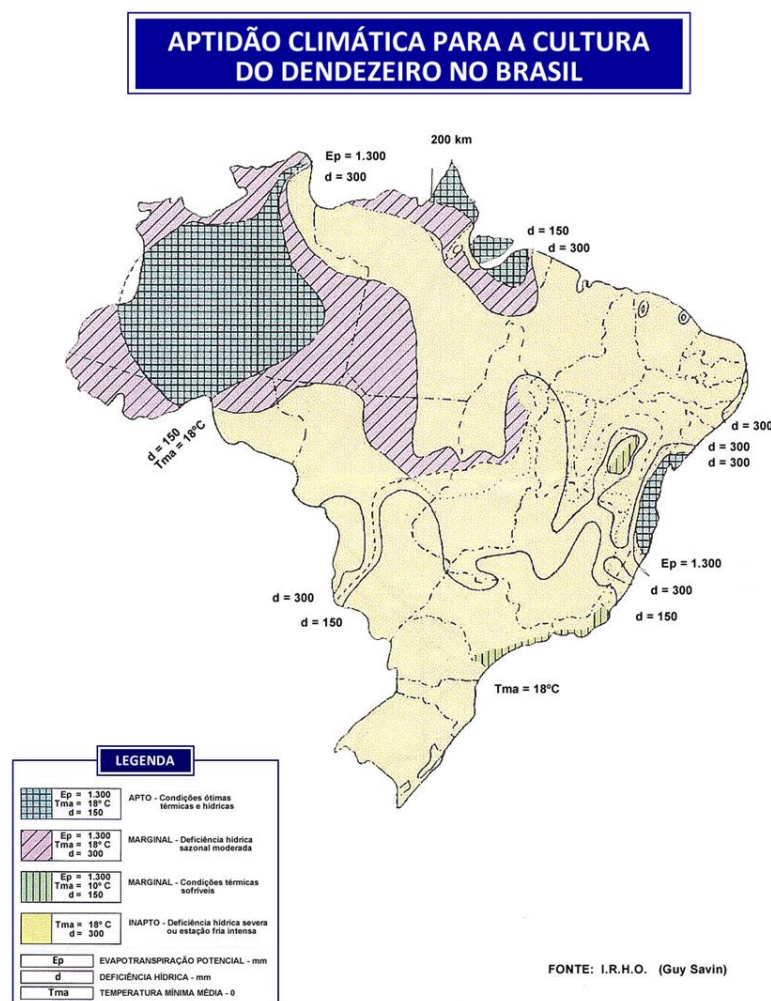 APTIDÃO CLIMÁTICA PARA A CULTURA
DO DENDEZEIRO NO BRASIL
200 km
Ep = 1.300
d = 300
d = 150
d = 300
d = 300
d = 300
d = 300
d = 150
Tma = 18ºC
Ep = 1.300
d = 300
d = 150
d = 300
d = 150
Tma = 18ºC
LEGENDA
Ep = 1.300
Tma = 18º C
d = 150
APTO - Condições ótimas
térmicas e hídricas
Ep = 1.300
Tma = 18º C
d = 300
MARGINAL - Deficiência hídrica
sazonal moderada
Ep = 1.300
Tma = 10º C
d = 150
MARGINAL - Condições térmicas
sofríveis
Tma = 18º C
d = 300
INAPTO - Deficiência hídrica severa
ou estação fria intensa
Ep EVAPOTRANSPIRAÇÃO POTENCIAL - mm
d DEFICIÊNCIA HÍDRICA - mm
Tma TEMPERATURA MÍNIMA MÉDIA - 0
FONTE: I.R.H.O. (Guy Savin)